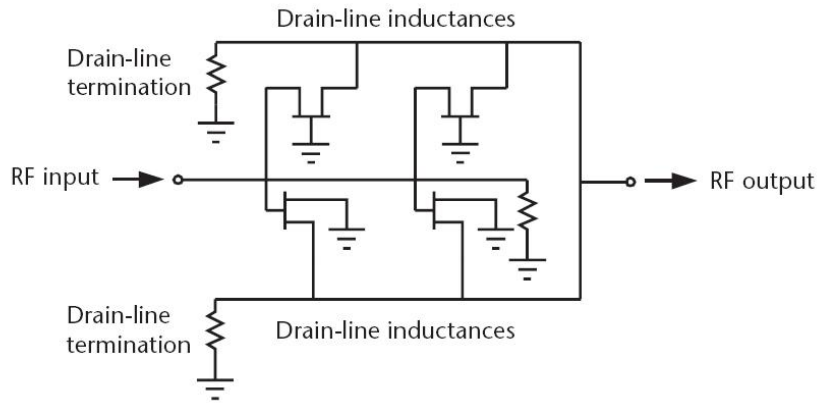 Drain-line inductances
Drain-line
termination
RF input
RF output
Drain-line
termination
Drain-line inductances